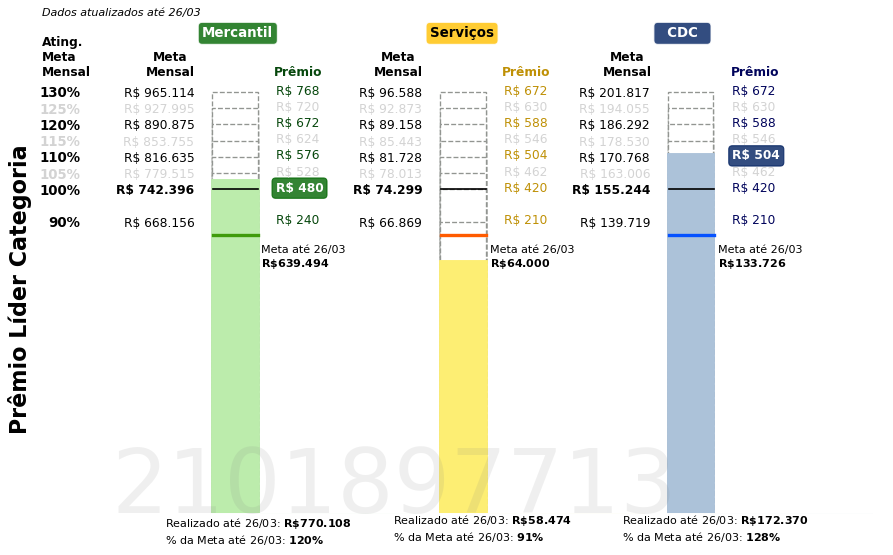 Dados atualizados até 26/03
Mercantil
Serviços
CDC
Ating.
Meta
Mensal
Meta
Mensal
Prêmio
Meta
Mensal
Prêmio
Meta
Mensal
Prêmio
130% R$ 965.114 R$ 768 R$ 96.588 R$ 672 R$ 201.817 R$ 672
125% R$ 927.995 R$ 720 R$ 92.873 R$ 630 R$ 194.055 R$ 630
120% R$ 890.875 R$ 672 R$ 89.158 R$ 588 R$ 186.292 R$ 588
115% R$ 853.755 R$ 624 R$ 85.443 R$ 546 R$ 178.530 R$ 546
110% R$ 816.635 R$ 576 R$ 81.728 R$ 504 R$ 170.768 R$ 504
105% R$ 779.515 R$ 528 R$ 78.013 R$ 462 R$ 163.006 R$ 462
100% R$ 742.396 R$ 480 R$ 74.299 R$ 420 R$ 155.244 R$ 420
90% R$ 668.156 R$ 240 R$ 66.869 R$ 210 R$ 139.719 R$ 210
Meta até 26/03
R$639.494
Meta até 26/03
R$64.000
Meta até 26/03
R$133.726
Prêmio Líder Categoria
2101897713
Realizado até 26/03: R$770.108
% da Meta até 26/03: 120%
Realizado até 26/03: R$58.474
% da Meta até 26/03: 91%
Realizado até 26/03: R$172.370
% da Meta até 26/03: 128%